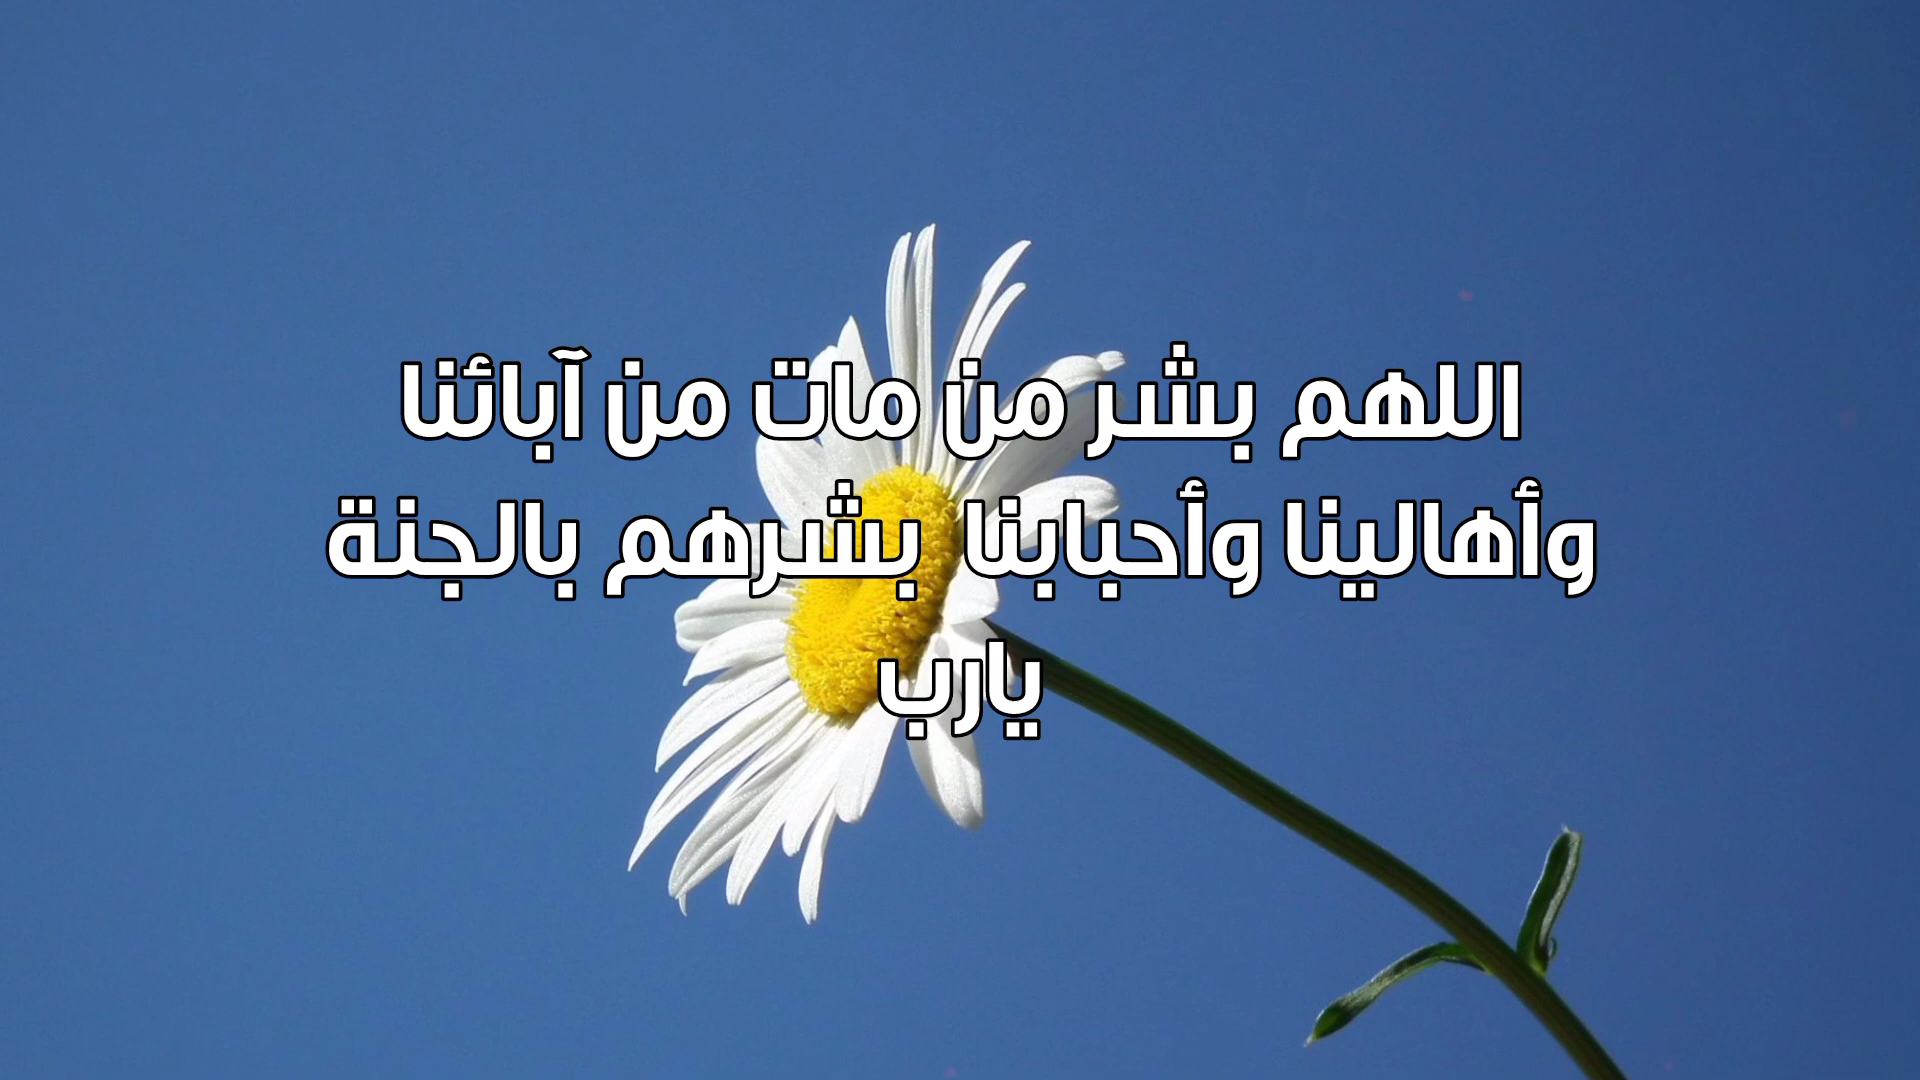 اللهم بشر من مات من آبائنا
وأهالينا وأحبابنا بشرهم بالجنة
يارب